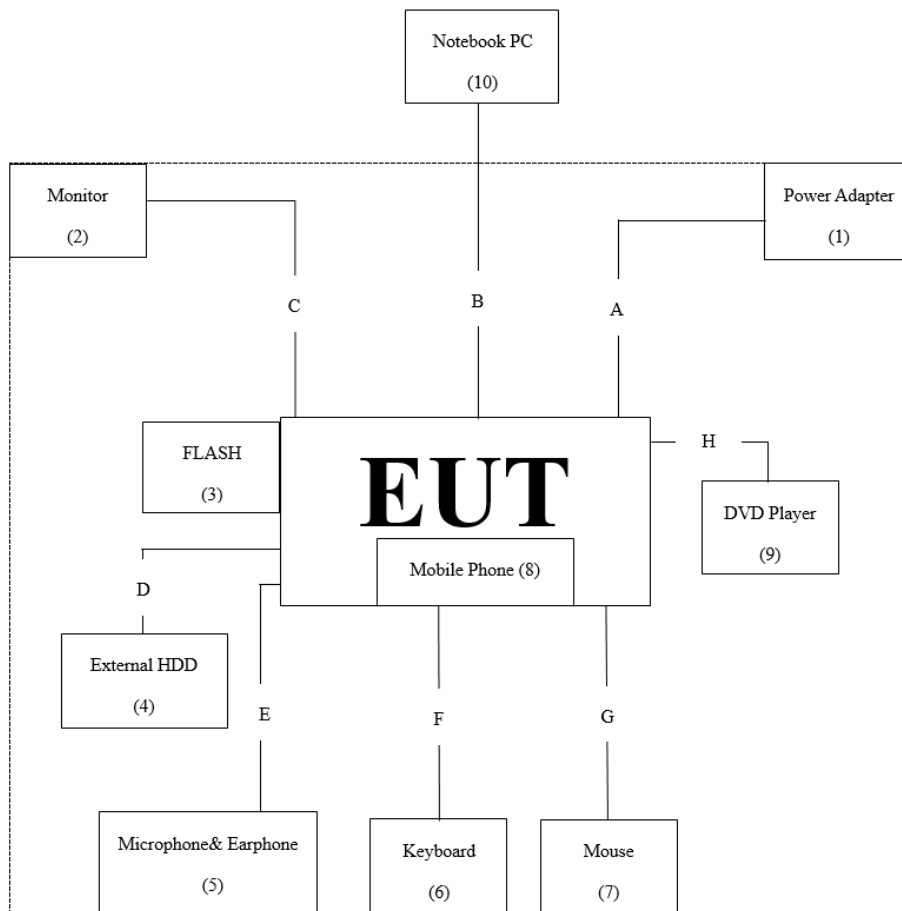 Notebook PC
(10)
Monitor
(2)
Power Adapter
(1)
C
B
A
FLASH
(3)
EUT
H
DVD Player
(9)
Mobile Phone (8)
D
External HDD
(4)
E
F
G
Microphone& Earphone
(5)
Keyboard
(6)
Mouse
(7)